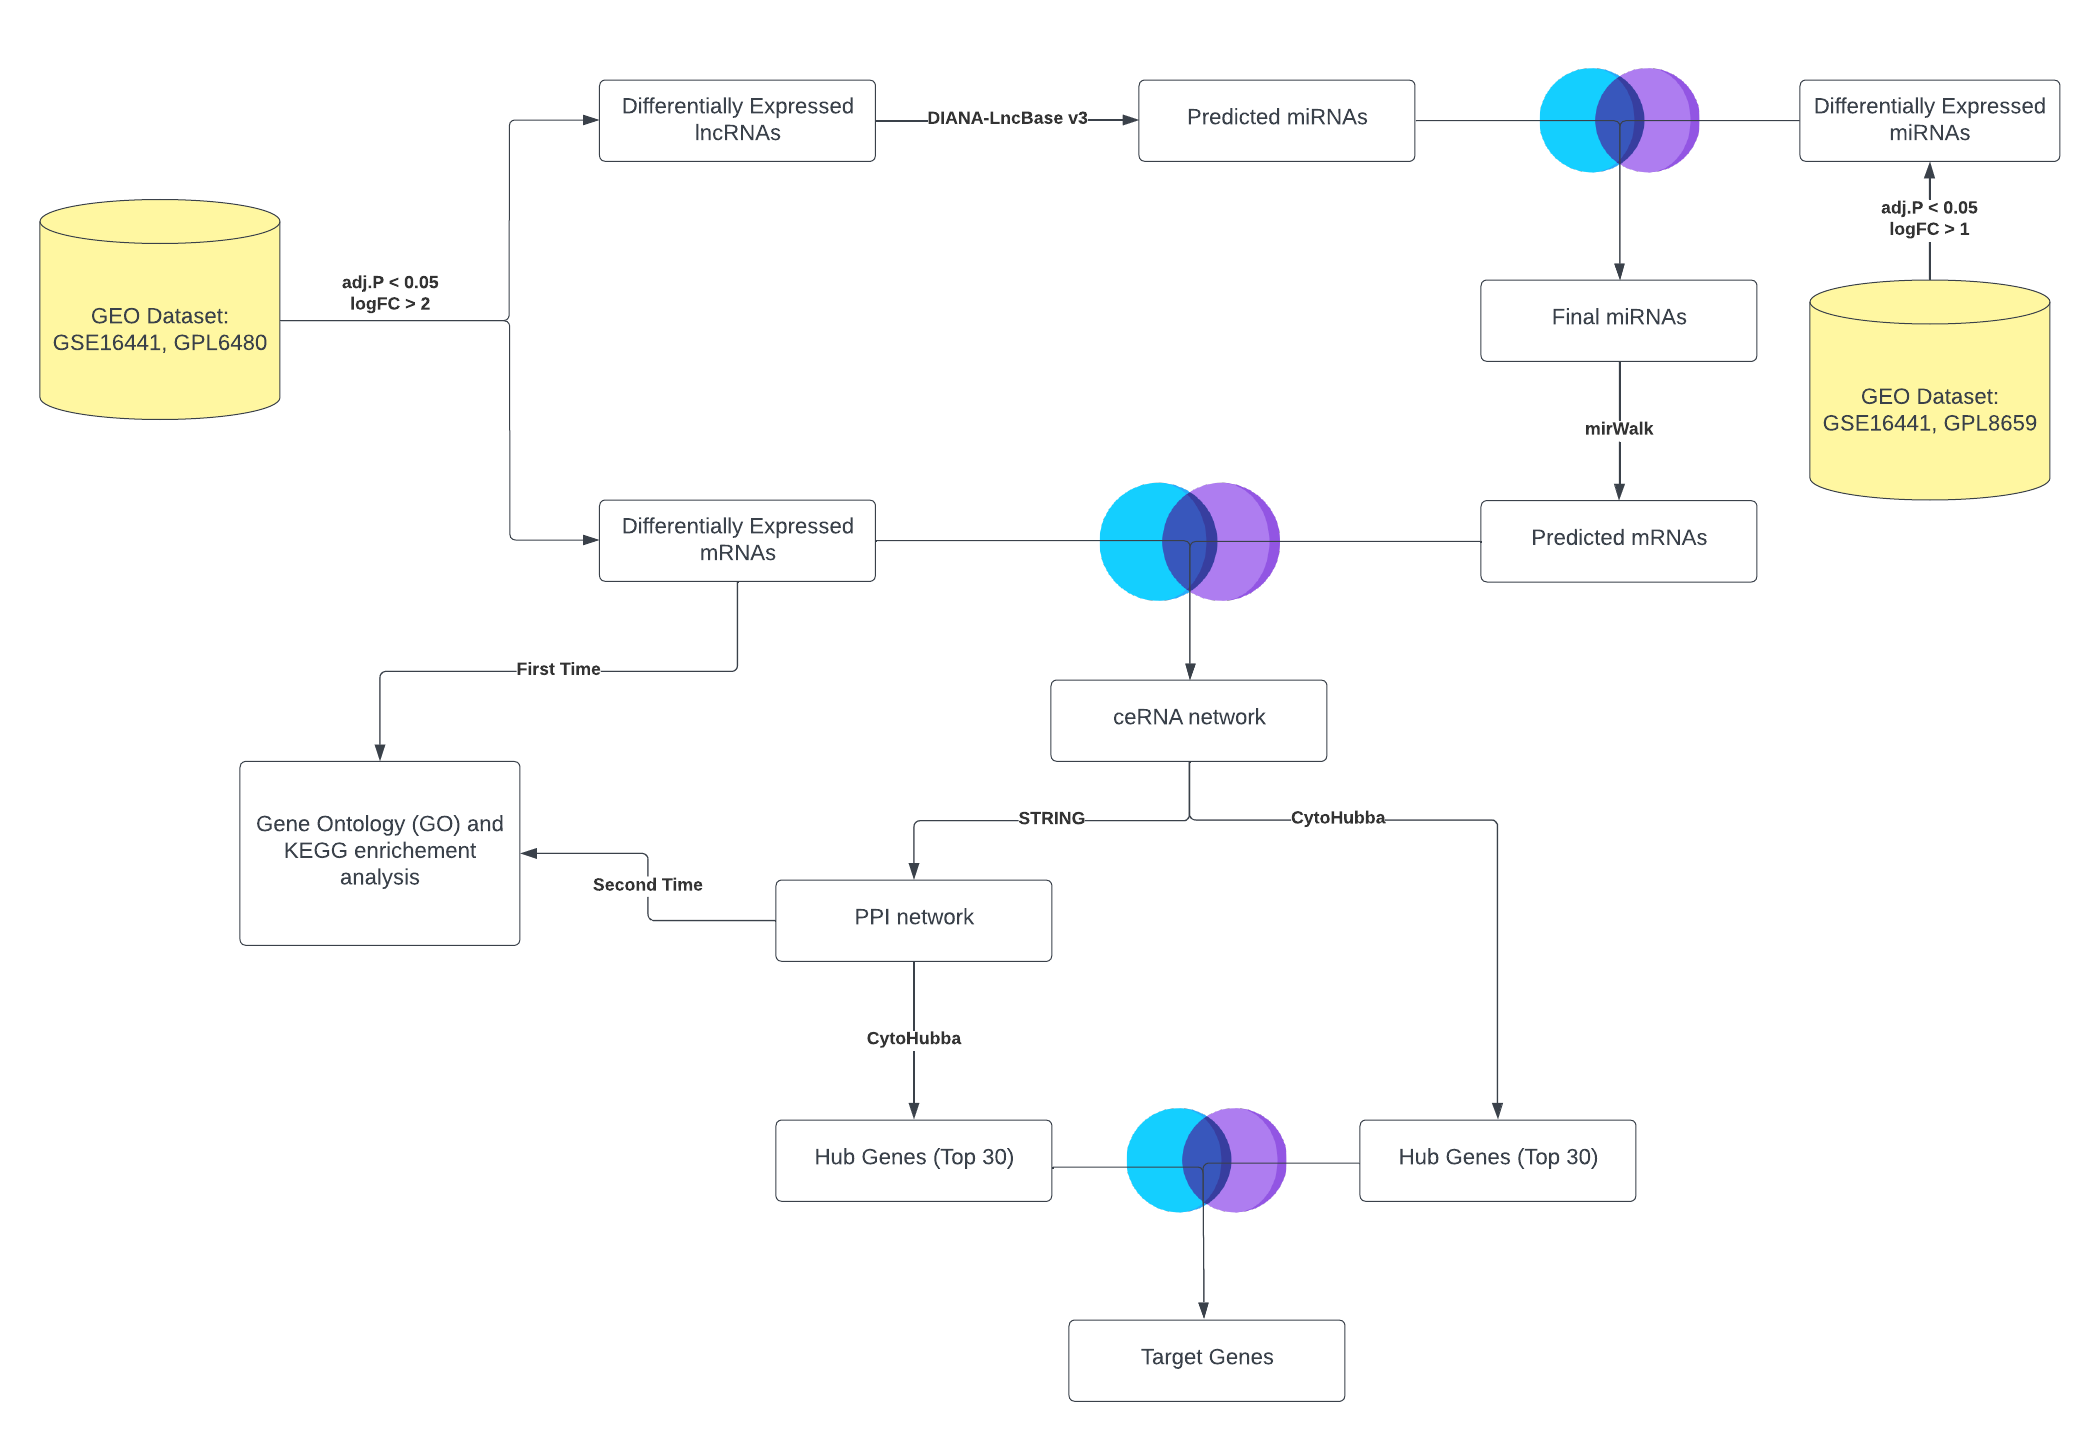 Differentially Expressed
lncRNAs
DIANA-LncBase v3
Predicted miRNAs
Differentially Expressed
miRNAs
adj.P < 0.05
logFC > 1
GEO Dataset:
GSE16441, GPL6480
adj.P < 0.05
logFC > 2
Final miRNAs
GEO Dataset:
GSE16441, GPL8659
mirWalk
Differentially Expressed
mRNAs
Predicted mRNAs
First Time
ceRNA network
Gene Ontology (GO) and
KEGG enrichement
analysis
STRING
CytoHubba
Second Time
PPI network
CytoHubba
Hub Genes (Top 30)
Hub Genes (Top 30)
Target Genes